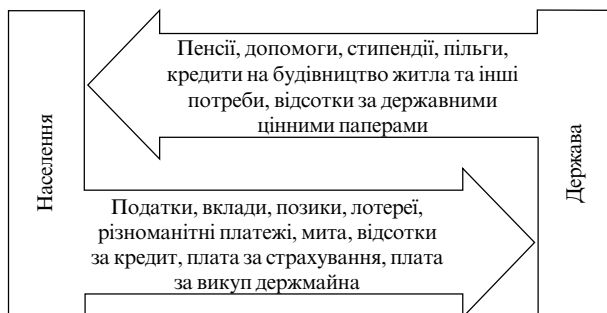 Населення
Пенсії, допомоги, стипендії, пільги,
кредити на будівництво житла та інші
потреби, відсотки за державними
цінними паперами
Податки, вклади, позики, лотереї,
різноманітні платежі, мита, відсотки
за кредит, плата за страхування, плата
за викуп держмайна
Держава